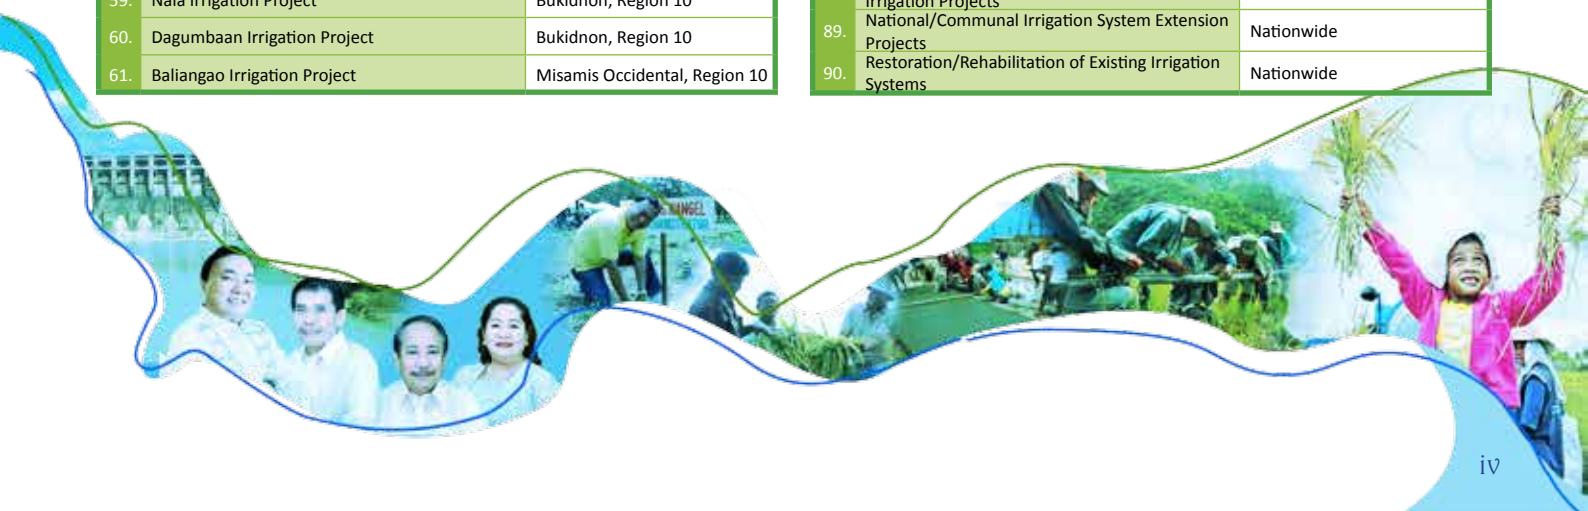 59. Nala Irrigation Project Bukidnon, Region 10
60. Dagumbaan Irrigation Project Bukidnon, Region 10
61. Baliangao Irrigation Project Misamis Occidental, Region 10
Irrigation Projects
89. National/Communal Irrigation System Extension Nationwide
Projects
90. Restoration/Rehabilitation of Existing Irrigation Nationwide
Systems
iv